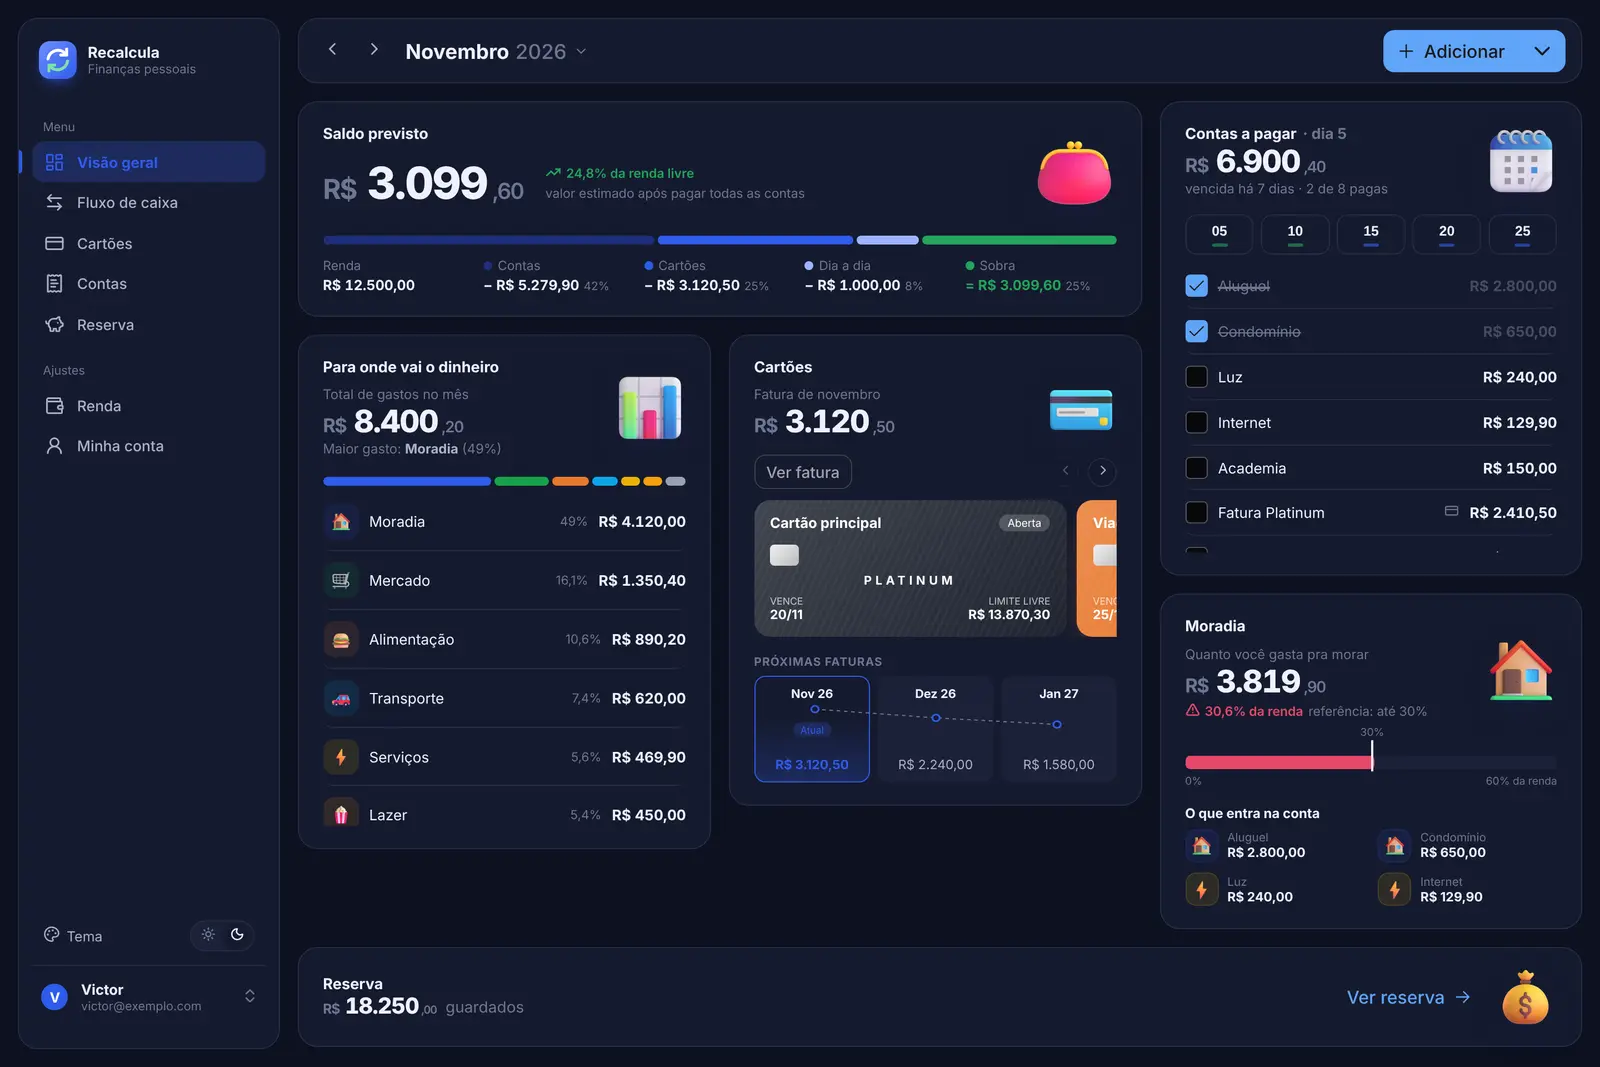 Recalcula
Finanças pessoais
Menu
Visão geral
Fluxo de caixa
Cartões
Contas
Reserva
Ajustes
Renda
Minha conta
Tema
V
Victor
victor@exemplo.com
Novembro 2026
+ Adicionar
Saldo previsto
R$ 3.099,60
24,8% da renda livre
valor estimado após pagar todas as contas
Renda
R$ 12.500,00
Contas
– R$ 5.279,90 42%
Cartões
– R$ 3.120,50 25%
Dia a dia
– R$ 1.000,00 8%
Sobra
= R$ 3.099,60 25%
Para onde vai o dinheiro
Total de gastos no mês
R$ 8.400,20
Maior gasto: Moradia (49%)
Moradia 49% R$ 4.120,00
Mercado 16,1% R$ 1.350,40
Alimentação 10,6% R$ 890,20
Transporte 7,4% R$ 620,00
Serviços 5,6% R$ 469,90
Lazer 5,4% R$ 450,00
Cartões
Fatura de novembro
R$ 3.120,50
Ver fatura
Cartão principal Aberta
PLATINUM
VENCE
20/11
LIMITE LIVRE
R$ 13.870,30
Via
VENC
25/
PRÓXIMAS FATURAS
Nov 26
Atual
R$ 3.120,50
Dez 26
R$ 2.240,00
Jan 27
R$ 1.580,00
Contas a pagar · dia 5
R$ 6.900,40
vencida há 7 dias · 2 de 8 pagas
05 10 15 20 25
Aluguel R$ 2.800,00
Condomínio R$ 650,00
Luz R$ 240,00
Internet R$ 129,90
Academia R$ 150,00
Fatura Platinum R$ 2.410,50
Moradia
Quanto você gasta pra morar
R$ 3.819,90
30,6% da renda referência: até 30%
30%
0% 60% da renda
O que entra na conta
Aluguel
R$ 2.800,00
Condomínio
R$ 650,00
Luz
R$ 240,00
Internet
R$ 129,90
Reserva
R$ 18.250,00 guardados
Ver reserva →
$